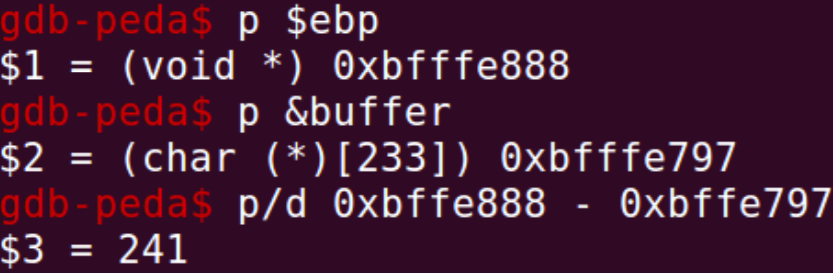 gdb-peda$ p $ebp
$1 = (void *) 0xbfffe888
gdb-peda$ p &buffer
$2 = (char (*)[233]) 0xbfffe797
gdb-peda$ p/d 0xbffe888 - 0xbffe797
$3 = 241